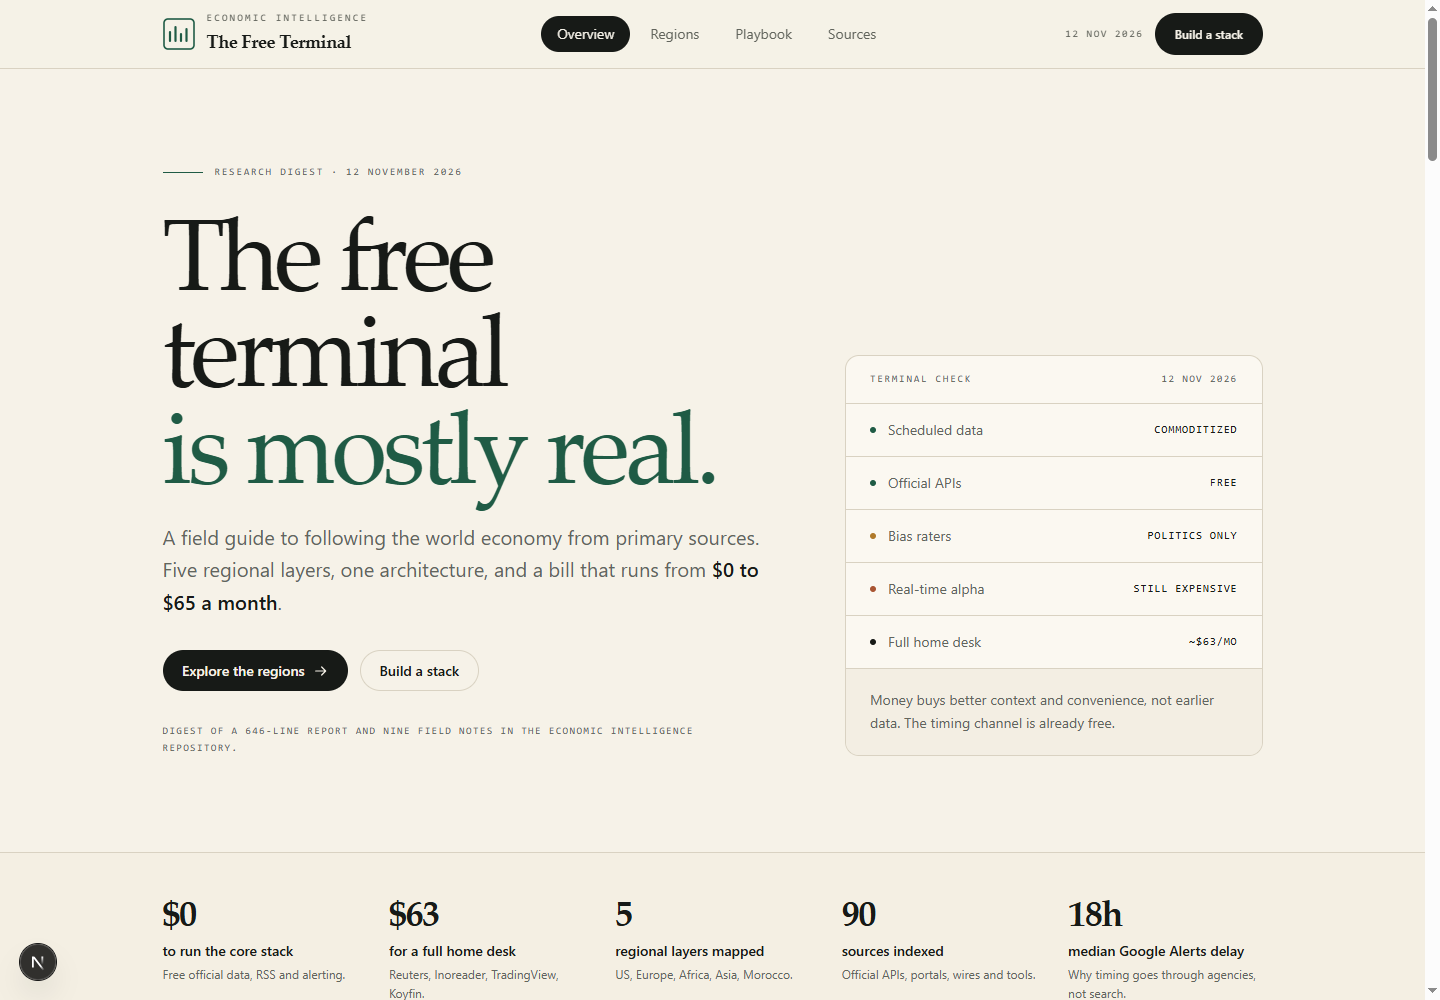 ECONOMIC INTELLIGENCE
The Free Terminal
Overview
Regions
Playbook
Sources
12 NOV 2026
Build a stack
RESEARCH DIGEST · 12 NOVEMBER 2026
The free
terminal
is mostly real.
A field guide to following the world economy from primary sources.
Five regional layers, one architecture, and a bill that runs from $0 to
$65 a month.
Explore the regions →
Build a stack
DIGEST OF A 646-LINE REPORT AND NINE FIELD NOTES IN THE ECONOMIC INTELLIGENCE
REPOSITORY.
TERMINAL CHECK
12 NOV 2026
Scheduled data
COMMODITIZED
Official APIs
FREE
Bias raters
POLITICS ONLY
Real-time alpha
STILL EXPENSIVE
Full home desk
~$63/MO
Money buys better context and convenience, not earlier
data. The timing channel is already free.
$0
to run the core stack
Free official data, RSS and alerting.
$63
for a full home desk
Reuters, Inoreader, TradingView,
Koyfin.
5
regional layers mapped
US, Europe, Africa, Asia, Morocco.
90
sources indexed
Official APIs, portals, wires and tools.
18h
median Google Alerts delay
Why timing goes through agencies,
not search.
N